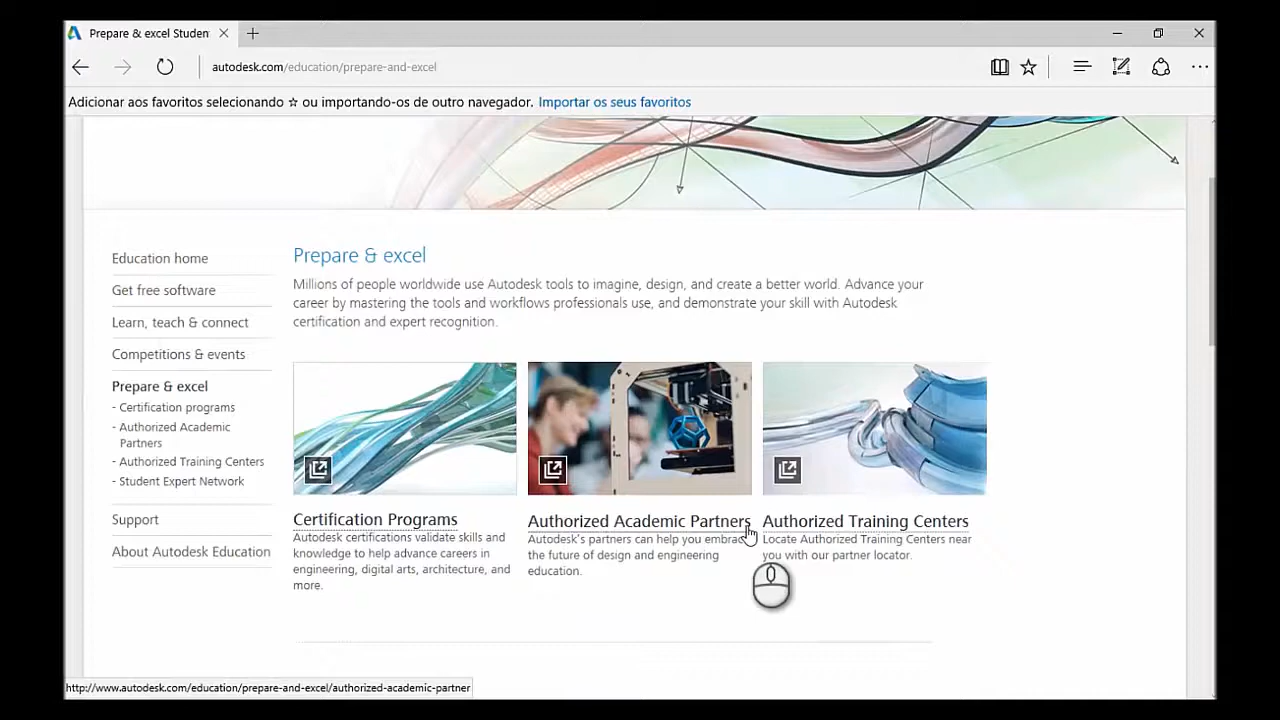 Prepare & excel Studen
autodesk.com/education/prepare-and-excel
Adicionar aos favoritos selecionando ☆ ou importando-os de outro navegador. Importar os seus favoritos
Education home
Get free software
Learn, teach & connect
Competitions & events
Prepare & excel
- Certification programs
- Authorized Academic
Partners
- Authorized Training Centers
- Student Expert Network
Support
About Autodesk Education
Prepare & excel
Millions of people worldwide use Autodesk tools to imagine, design, and create a better world. Advance your
career by mastering the tools and workflows professionals use, and demonstrate your skill with Autodesk
certification and expert recognition.
Certification Programs
Autodesk certifications validate skills and
knowledge to help advance careers in
engineering, digital arts, architecture, and
more.
Authorized Academic Partners
Autodesk's partners can help you embrac
the future of design and engineering
education.
Authorized Training Centers
Locate Authorized Training Centers near
you with our partner locator.
http://www.autodesk.com/education/prepare-and-excel/authorized-academic-partner